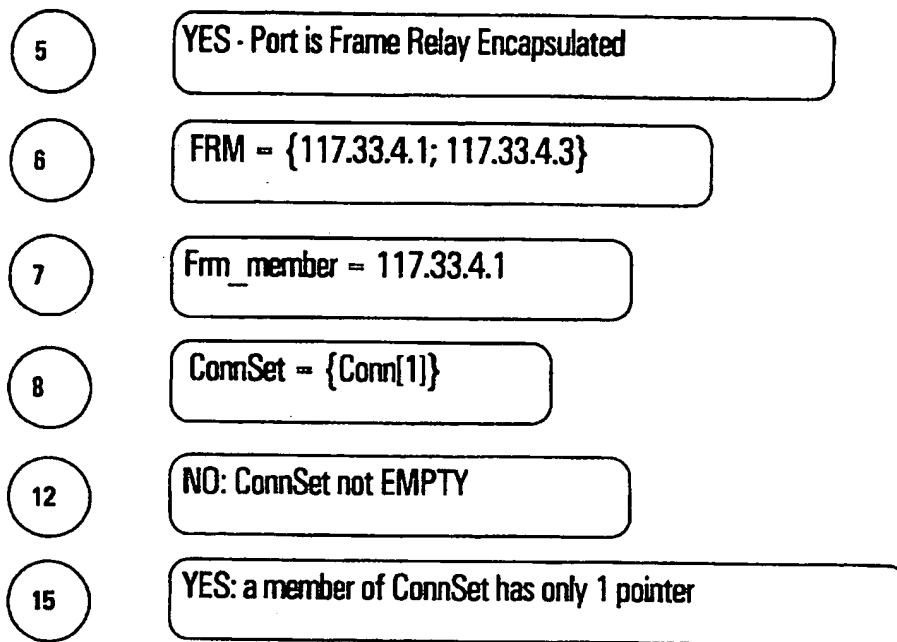 5 YES - Port is Frame Relay Encapsulated
6 FRM = {117.33.4.1; 117.33.4.3}
7 Frm_member = 117.33.4.1
8 ConnSet = {Conn[1]}
12 NO: ConnSet not EMPTY
15 YES: a member of ConnSet has only 1 pointer